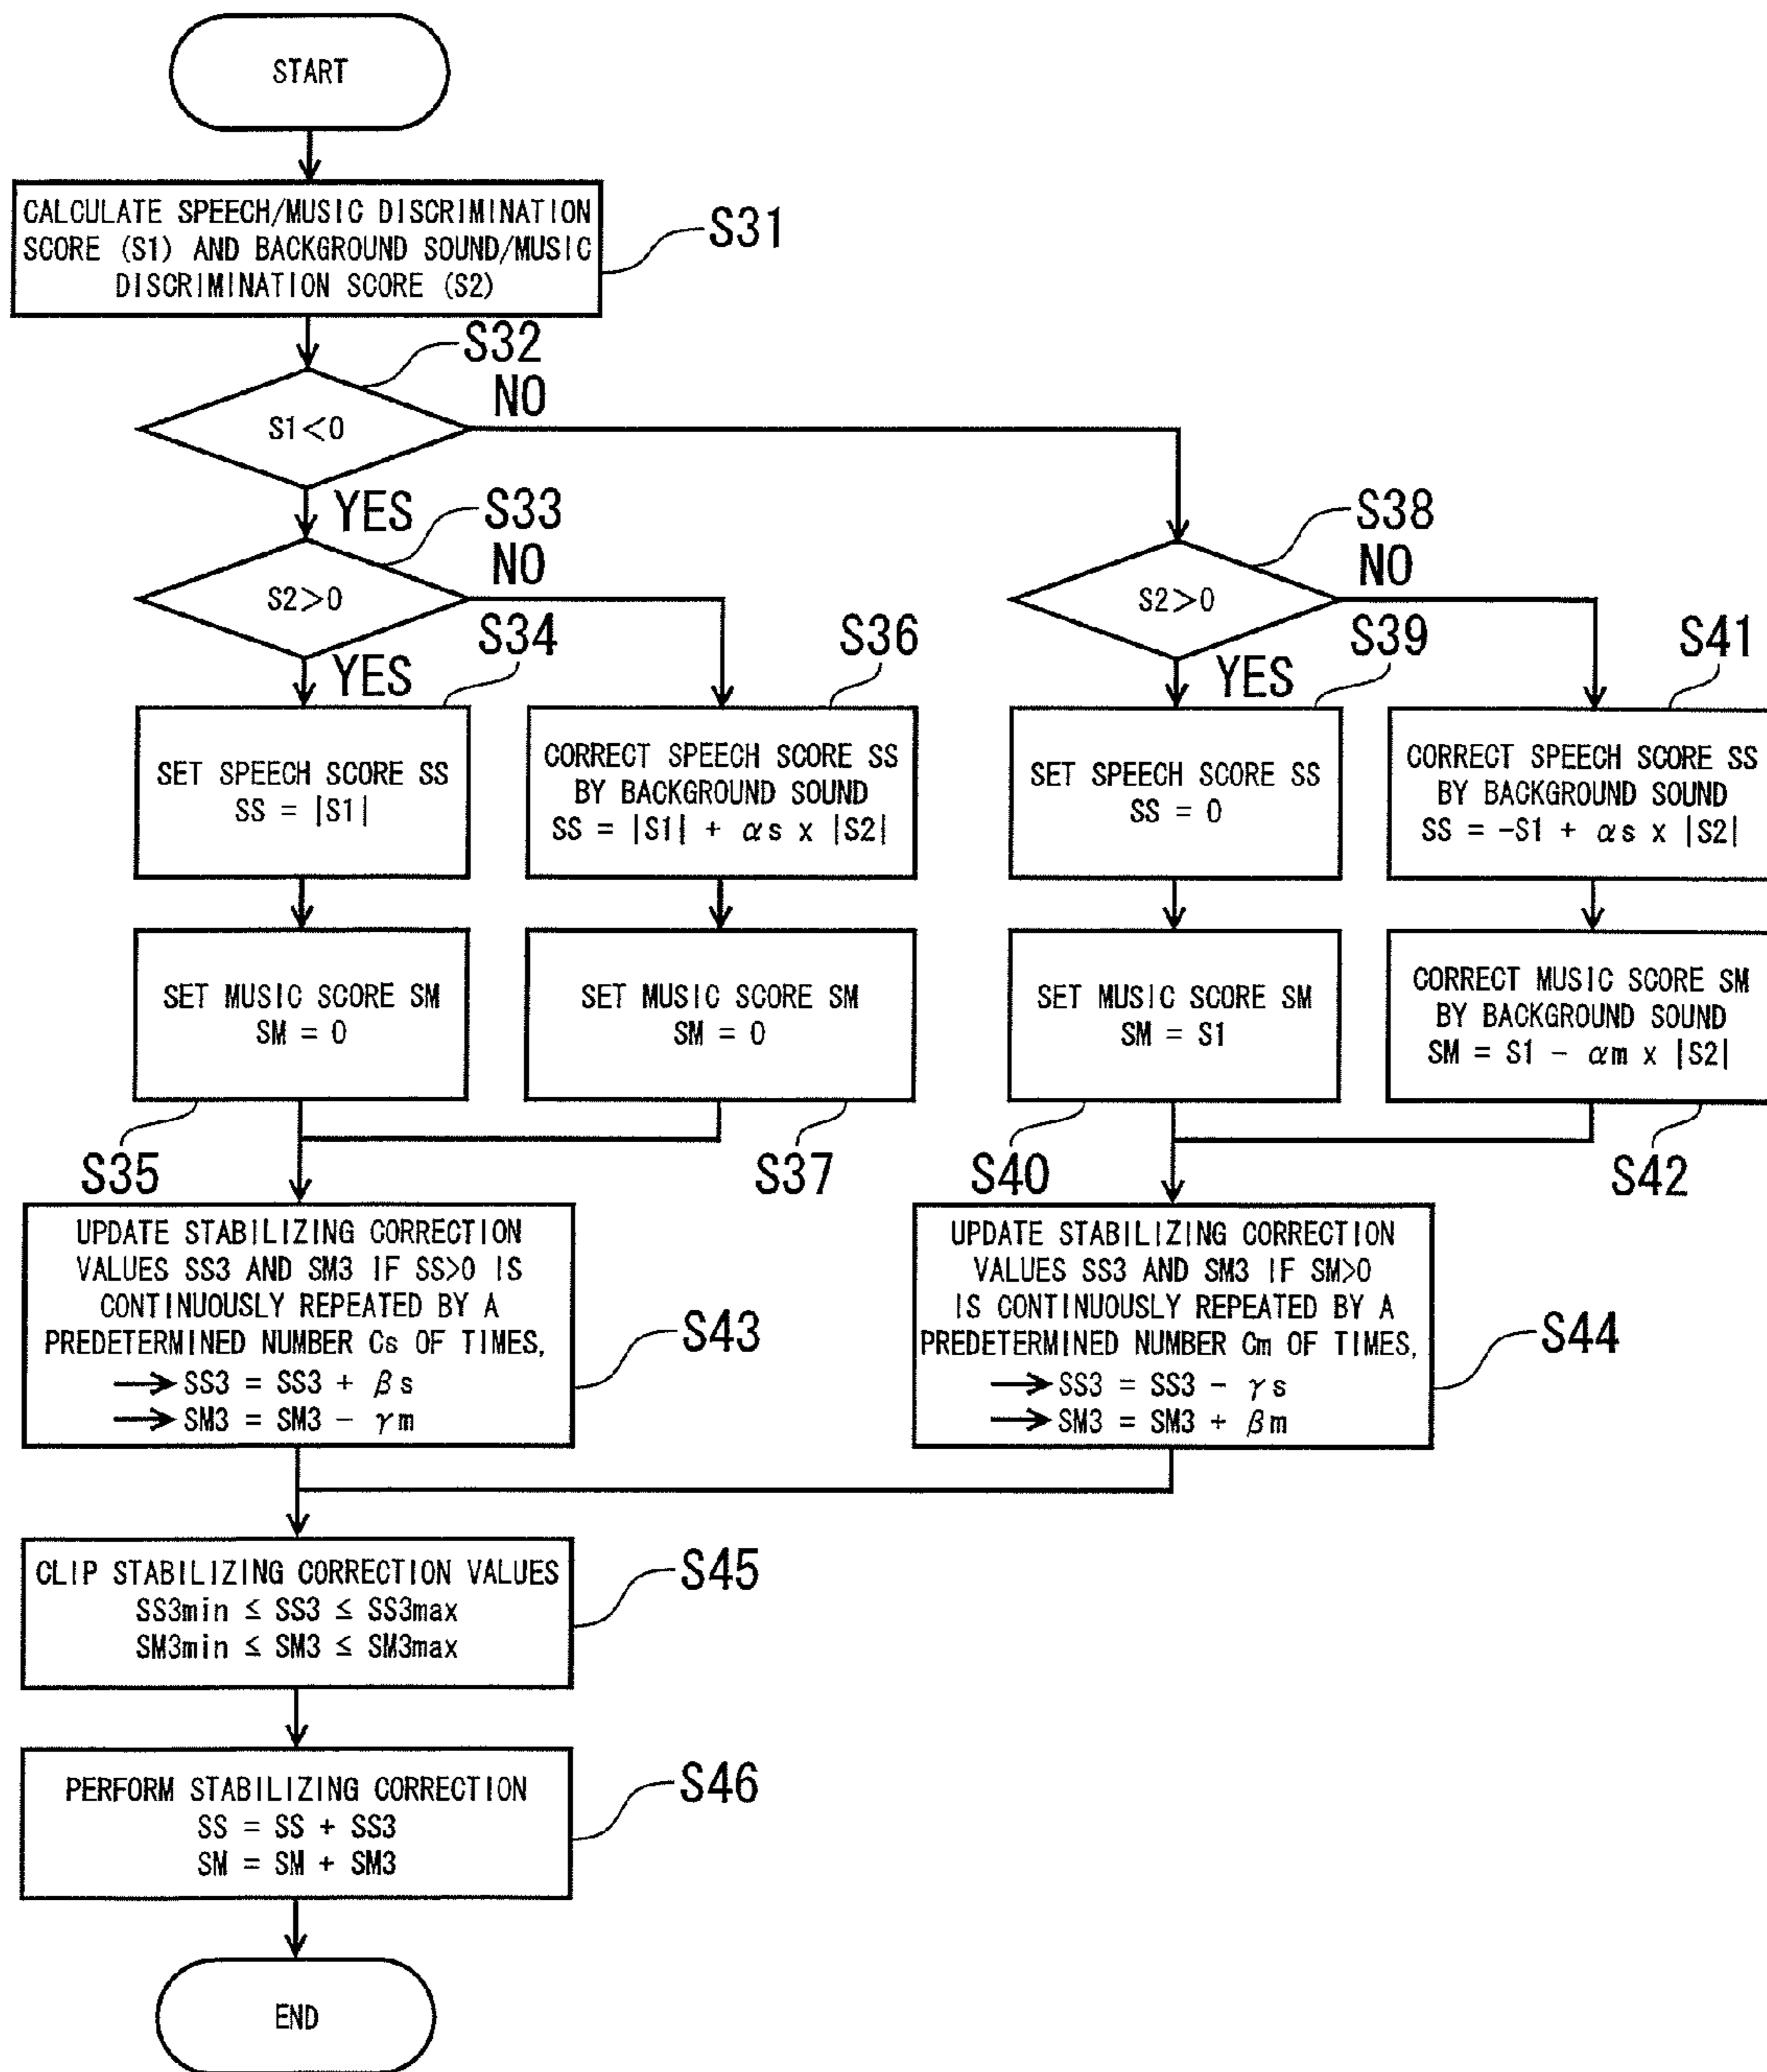 START
CALCULATE SPEECH/MUSIC DISCRIMINATION
SCORE (S1) AND BACKGROUND SOUND/MUSIC
DISCRIMINATION SCORE (S2)
S31
S32
S1<0
NO
YES
S33
S2>0
NO
YES
S38
S2>0
NO
YES
S34
SET SPEECH SCORE SS
SS = |S1|
S36
CORRECT SPEECH SCORE SS
BY BACKGROUND SOUND
SS = |S1| + αs x |S2|
S39
SET SPEECH SCORE SS
SS = 0
S41
CORRECT SPEECH SCORE SS
BY BACKGROUND SOUND
SS = -S1 + αs x |S2|
SET MUSIC SCORE SM
SM = 0
S35
SET MUSIC SCORE SM
SM = 0
S37
SET MUSIC SCORE SM
SM = S1
S40
CORRECT MUSIC SCORE SM
BY BACKGROUND SOUND
SM = S1 - αm x |S2|
S42
UPDATE STABILIZING CORRECTION
VALUES SS3 AND SM3 IF SS>0 IS
CONTINUOUSLY REPEATED BY A
PREDETERMINED NUMBER Cs OF TIMES,
→ SS3 = SS3 + βs
→ SM3 = SM3 - γm
S43
UPDATE STABILIZING CORRECTION
VALUES SS3 AND SM3 IF SM>0
IS CONTINUOUSLY REPEATED BY A
PREDETERMINED NUMBER Cm OF TIMES,
→ SS3 = SS3 - γs
→ SM3 = SM3 + βm
S44
CLIP STABILIZING CORRECTION VALUES
SS3min ≤ SS3 ≤ SS3max
SM3min ≤ SM3 ≤ SM3max
S45
PERFORM STABILIZING CORRECTION
SS = SS + SS3
SM = SM + SM3
S46
END